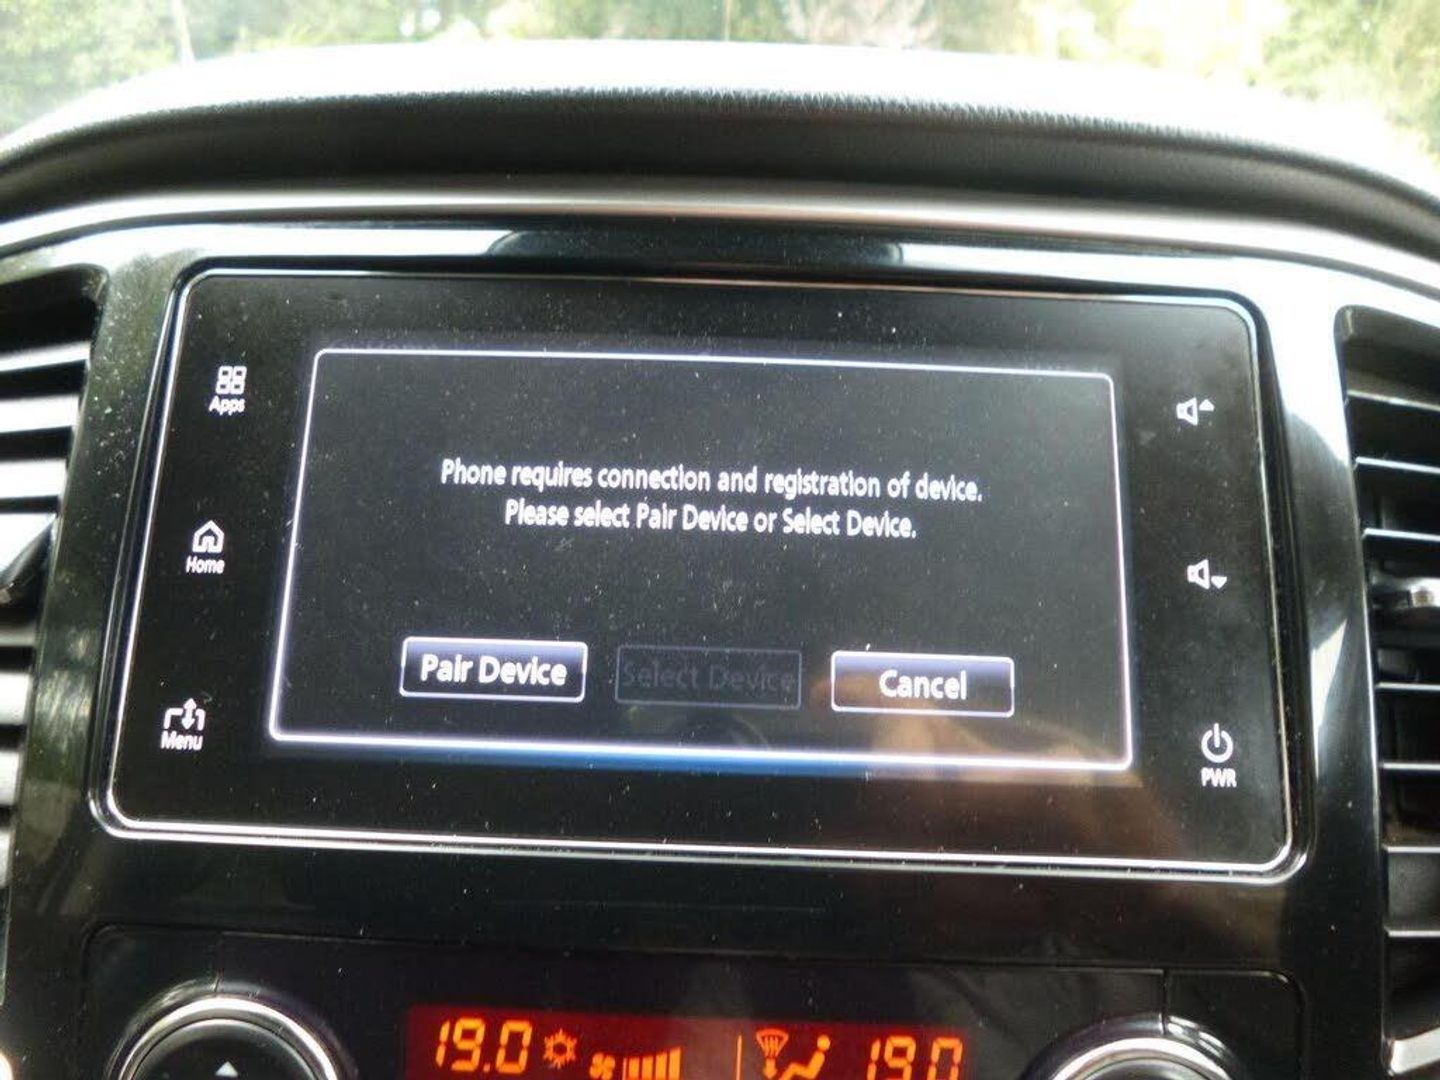 Apps
Phone requires connection and registration of device.
Please select Pair Device or Select Device.
Home
Pair Device
Select Device
Cancel
Menu
PWR
19.0
19.0